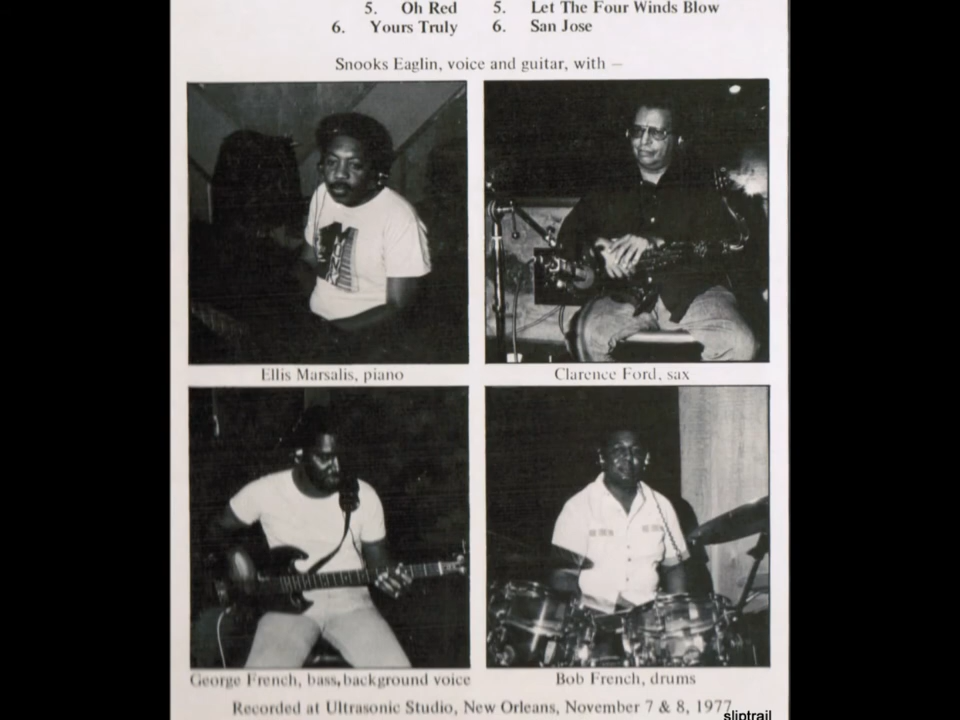 5. Oh Red 5. Let The Four Winds Blow
6. Yours Truly 6. San Jose
Snooks Eaglin, voice and guitar, with —
Ellis Marsalis, piano Clarence Ford, sax
George French, bass, background voice Bob French, drums
Recorded at Ultrasonic Studio, New Orleans, November 7 & 8, 1977
sliptrail